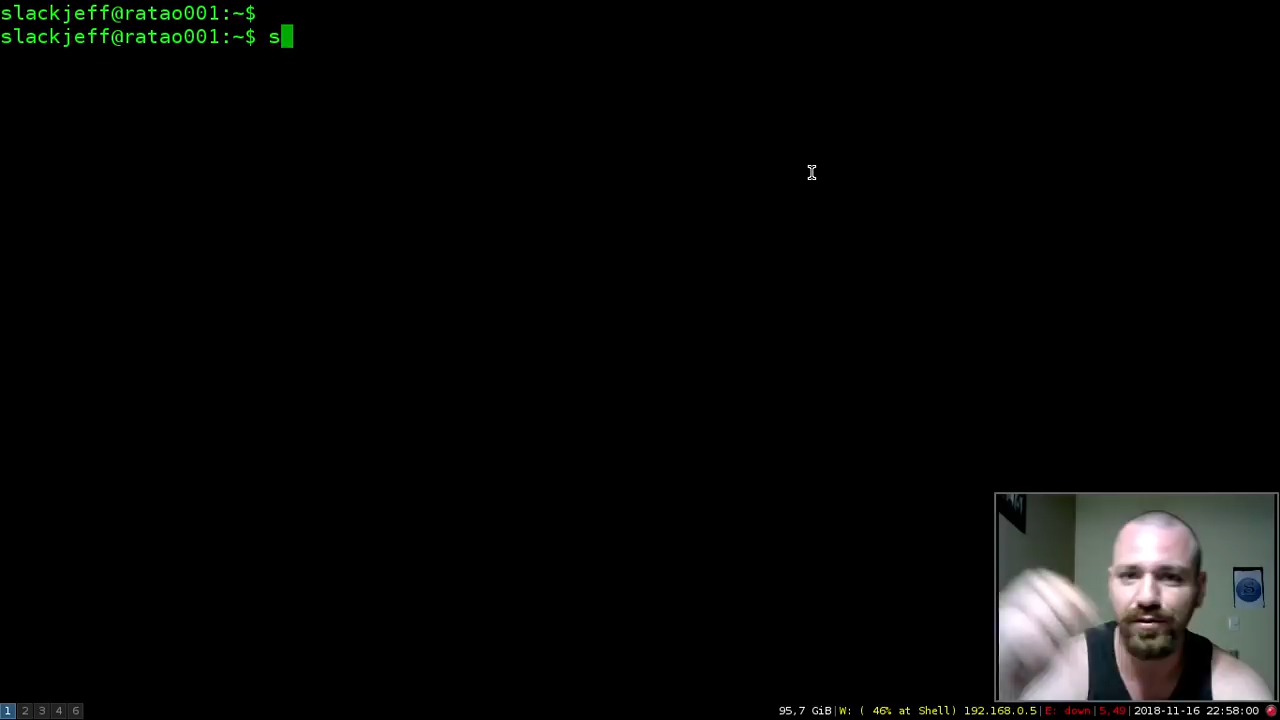 slackjeff@ratao001:~$
slackjeff@ratao001:~$ s
1 2 3 4 6 95,7 GiB|W: ( 46% at Shell) 192.168.0.5|E: down|5,49|2018-11-16 22:58:00